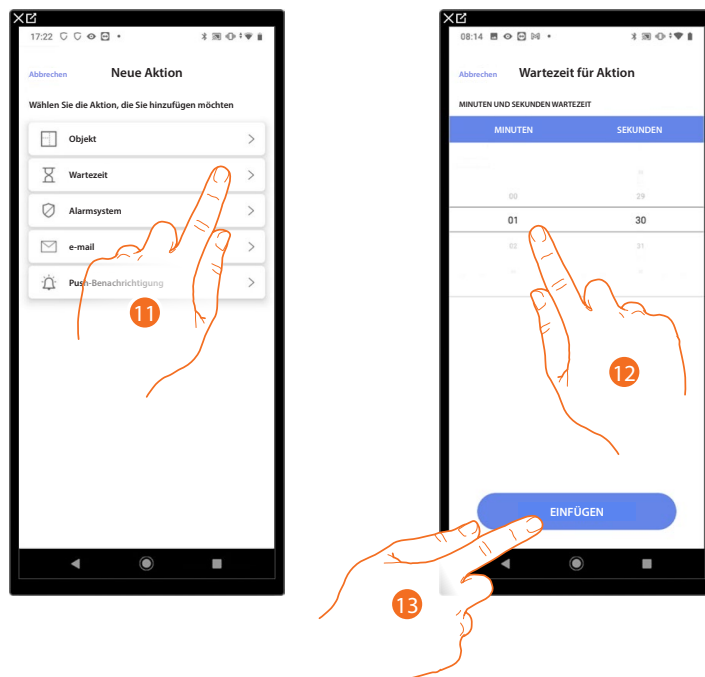 17:22
Abbrechen
Neue Aktion
Wählen Sie die Aktion, die Sie hinzufügen möchten
Objekt
Wartezeit
Alarmsystem
e-mail
Push-Benachrichtigung
11
08:14
Abbrechen
Wartezeit für Aktion
MINUTEN UND SEKUNDEN WARTEZEIT
MINUTEN SEKUNDEN
00 29
01 30
31
12
EINFÜGEN
13